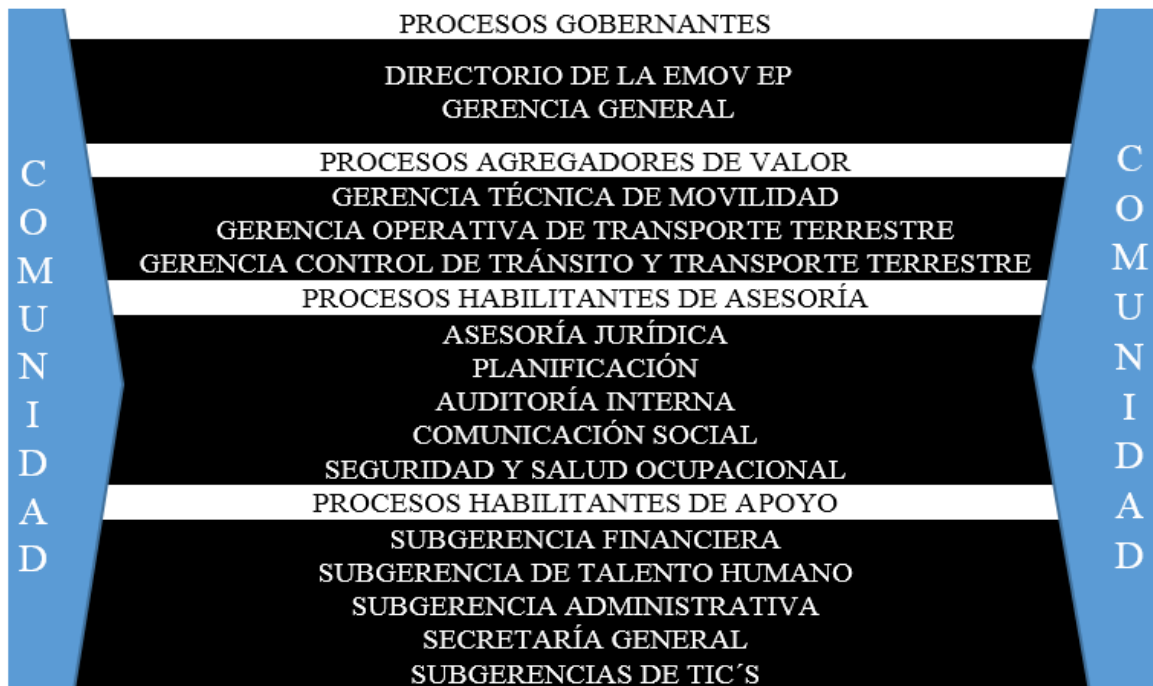 PROCESOS GOBERNANTES
DIRECTORIO DE LA EMOV EP
GERENCIA GENERAL
PROCESOS AGREGADORES DE VALOR
GERENCIA TÉCNICA DE MOVILIDAD
GERENCIA OPERATIVA DE TRANSPORTE TERRESTRE
GERENCIA CONTROL DE TRÁNSITO Y TRANSPORTE TERRESTRE
PROCESOS HABILITANTES DE ASESORÍA
ASESORÍA JURÍDICA
PLANIFICACIÓN
AUDITORÍA INTERNA
COMUNICACIÓN SOCIAL
SEGURIDAD Y SALUD OCUPACIONAL
PROCESOS HABILITANTES DE APOYO
SUBGERENCIA FINANCIERA
SUBGERENCIA DE TALENTO HUMANO
SUBGERENCIA ADMINISTRATIVA
SECRETARÍA GENERAL
SUBGERENCIAS DE TIC´S
COMUNIDAD
COMUNIDAD